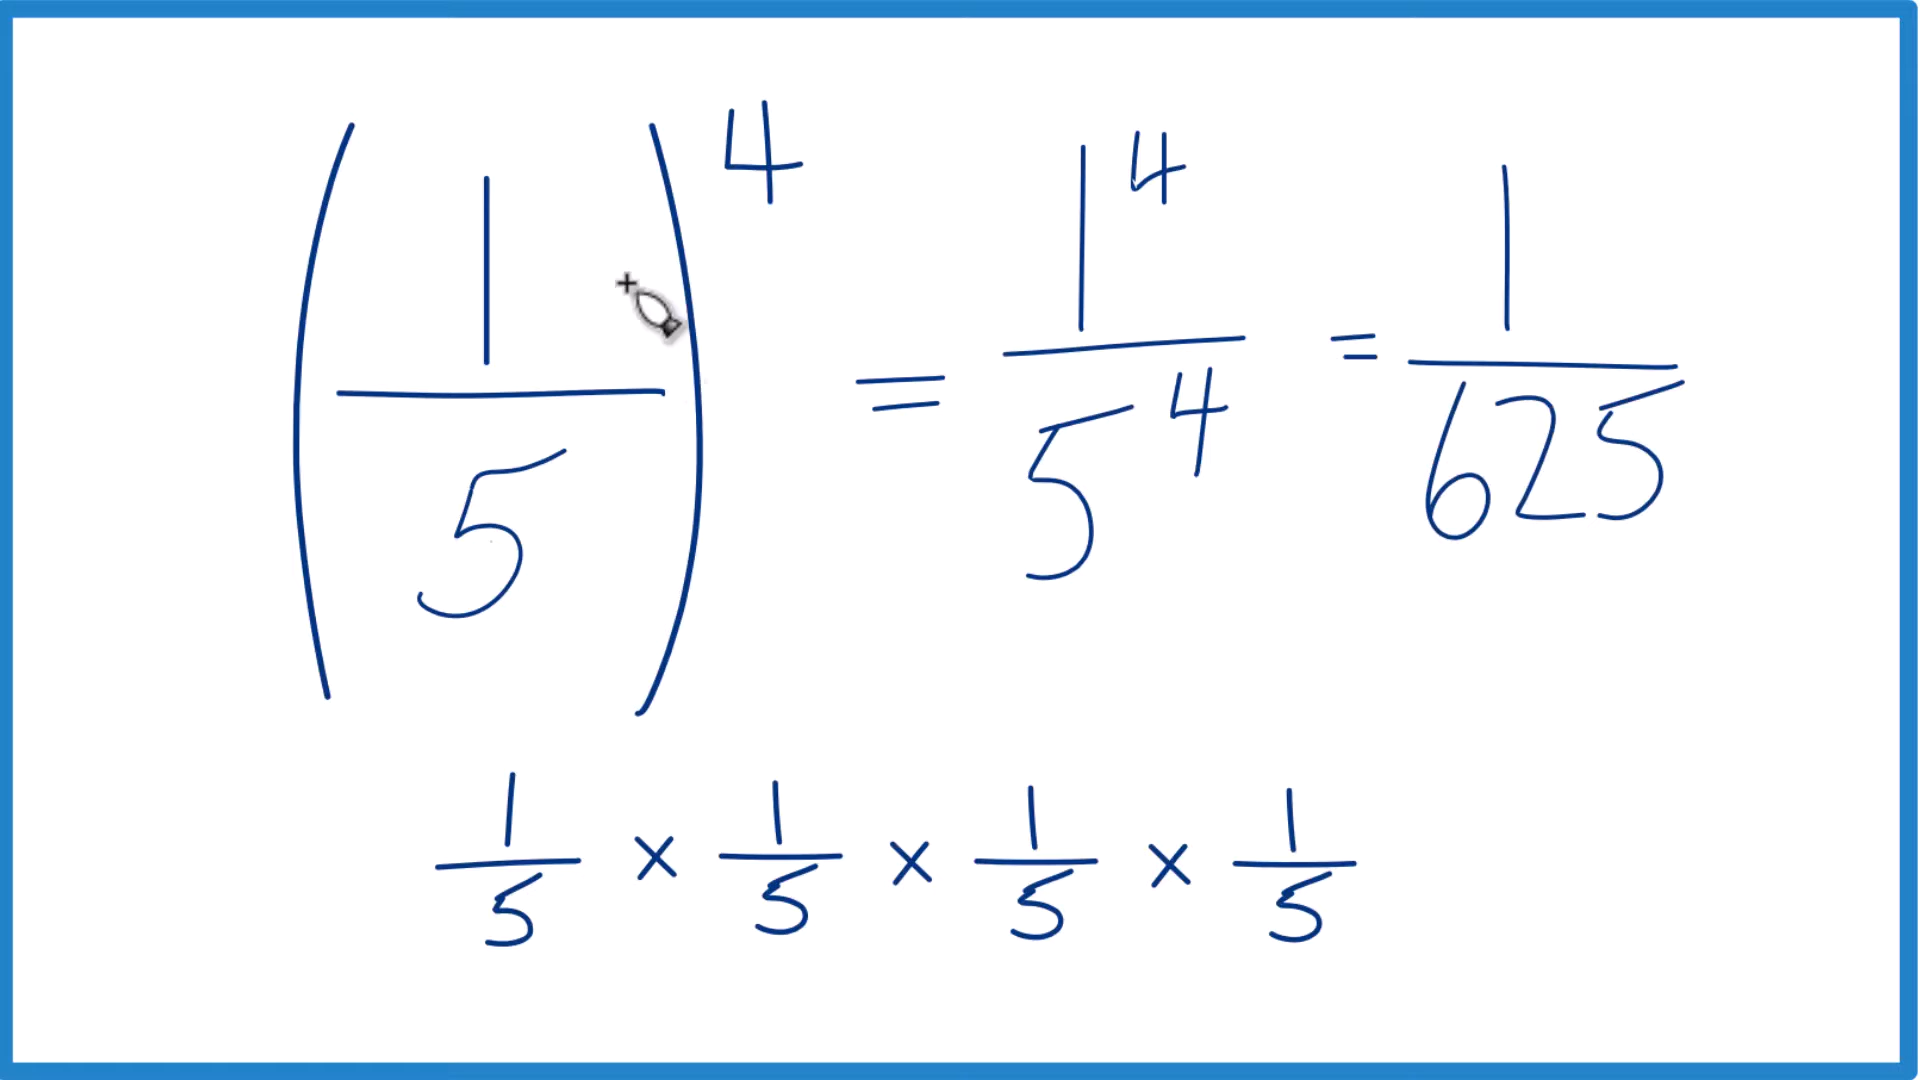 (1/5)^4 = 1^4/5^4 = 1/625
1/5 × 1/5 × 1/5 × 1/5